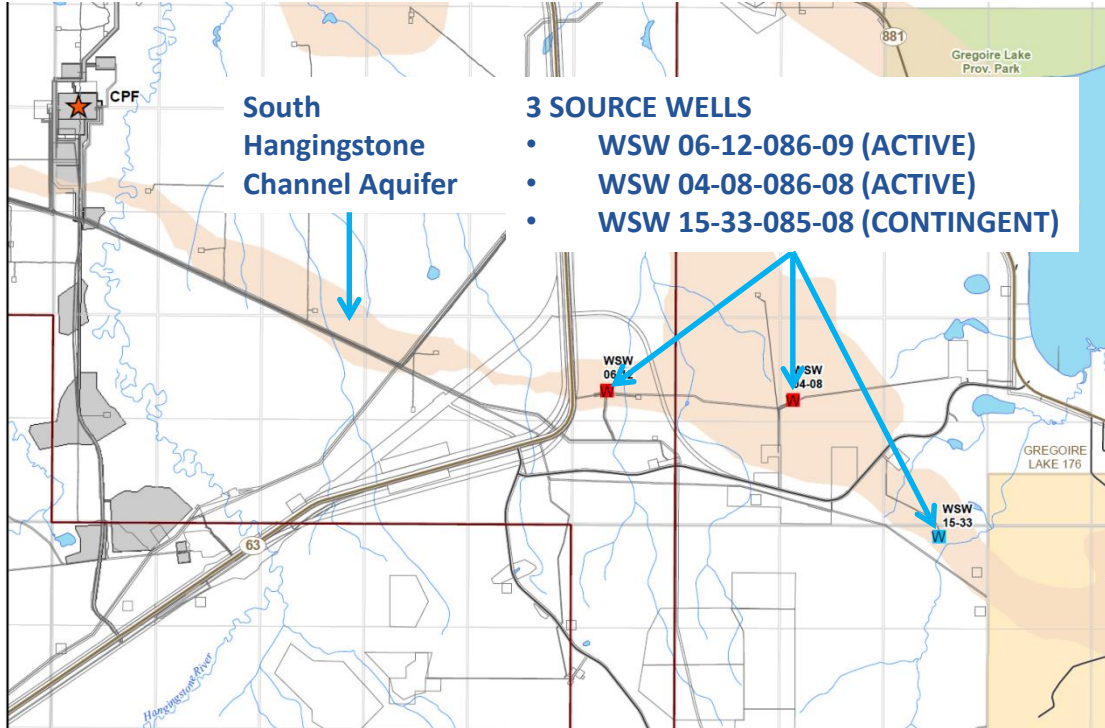 881
Gregoire Lake
Prov. Park
CPF
South
Hangingstone
Channel Aquifer
3 SOURCE WELLS
• WSW 06-12-086-09 (ACTIVE)
• WSW 04-08-086-08 (ACTIVE)
• WSW 15-33-085-08 (CONTINGENT)
WSW
06-12
W
WSW
04-08
W
GREGOIRE
LAKE 176
WSW
15-33
W
63
Hangingstone River